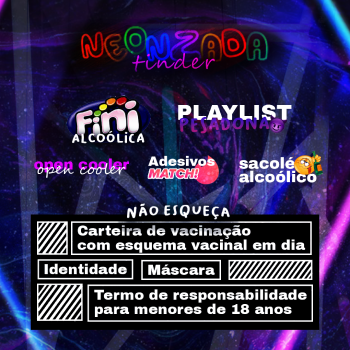 NEONZADA
tinder
Fini
ALCOÓLICA
PLAYLIST
PESADONA
open cooler
open cooler
Adesivos
MATCH!
sacolé
alcoólico
NÃO ESQUEÇA
Carteira de vacinação
com esquema vacinal em dia
Identidade
Máscara
Termo de responsabilidade
para menores de 18 anos